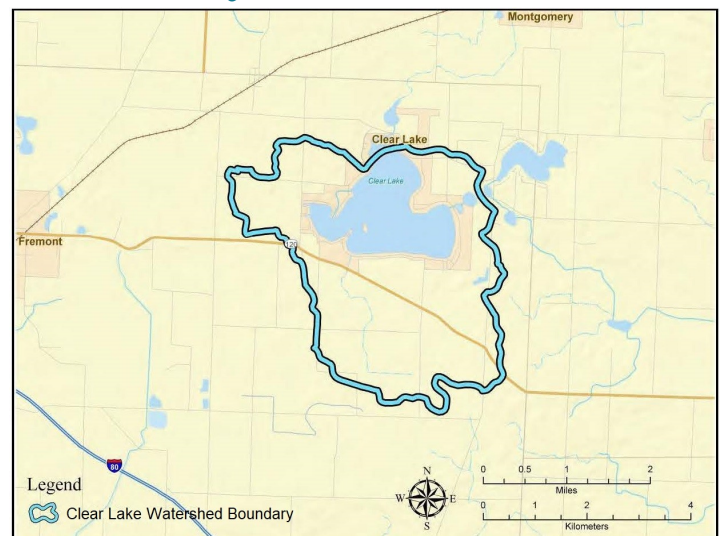 Montgomery
Clear Lake
Clear Lake
Fremont
120
80
Legend
Clear Lake Watershed Boundary
N
W E
S
0 0.5 1 2
Miles
0 1 2 4
Kilometers